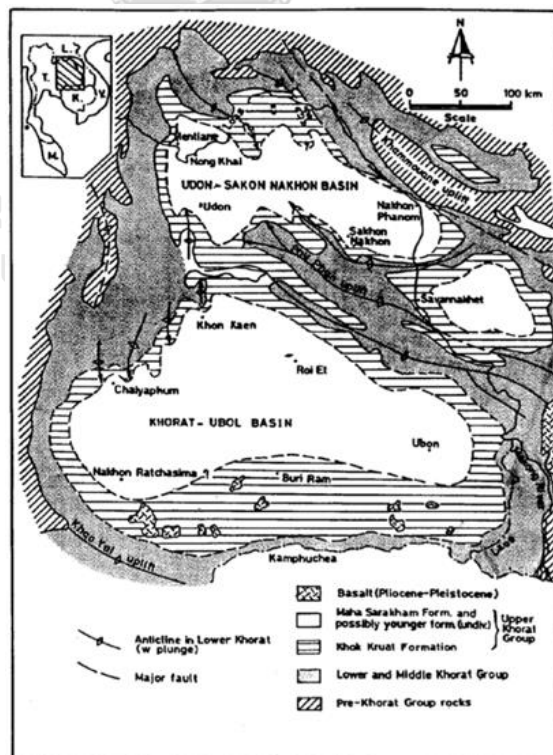 L.
T.
K.
V.
M.
N
0 50 100 km
Scale
Nong Khai
Khammouane uplift
UDON-SAKON NAKHON BASIN
Udon
Nakhon-
Phanom
Sakhon
Nakhon
Savannakhet
Khon Kaen
Roi Et
Chaiyaphum
KHORAT-UBOL BASIN
Ubon
Nakhon Ratchasima
Buri Ram
Khao Yai uplift
Kamphuchea
Laos
Basalt (Pliocene-Pleistocene)
Maha Sarakham Form. and
possibly younger form.(undiv.)
Upper
Khorat
Group
Anticline in Lower Khorat
(w plunge)
Khok Kruat Formation
Major fault
Lower and Middle Khorat Group
Pre-Khorat Group rocks